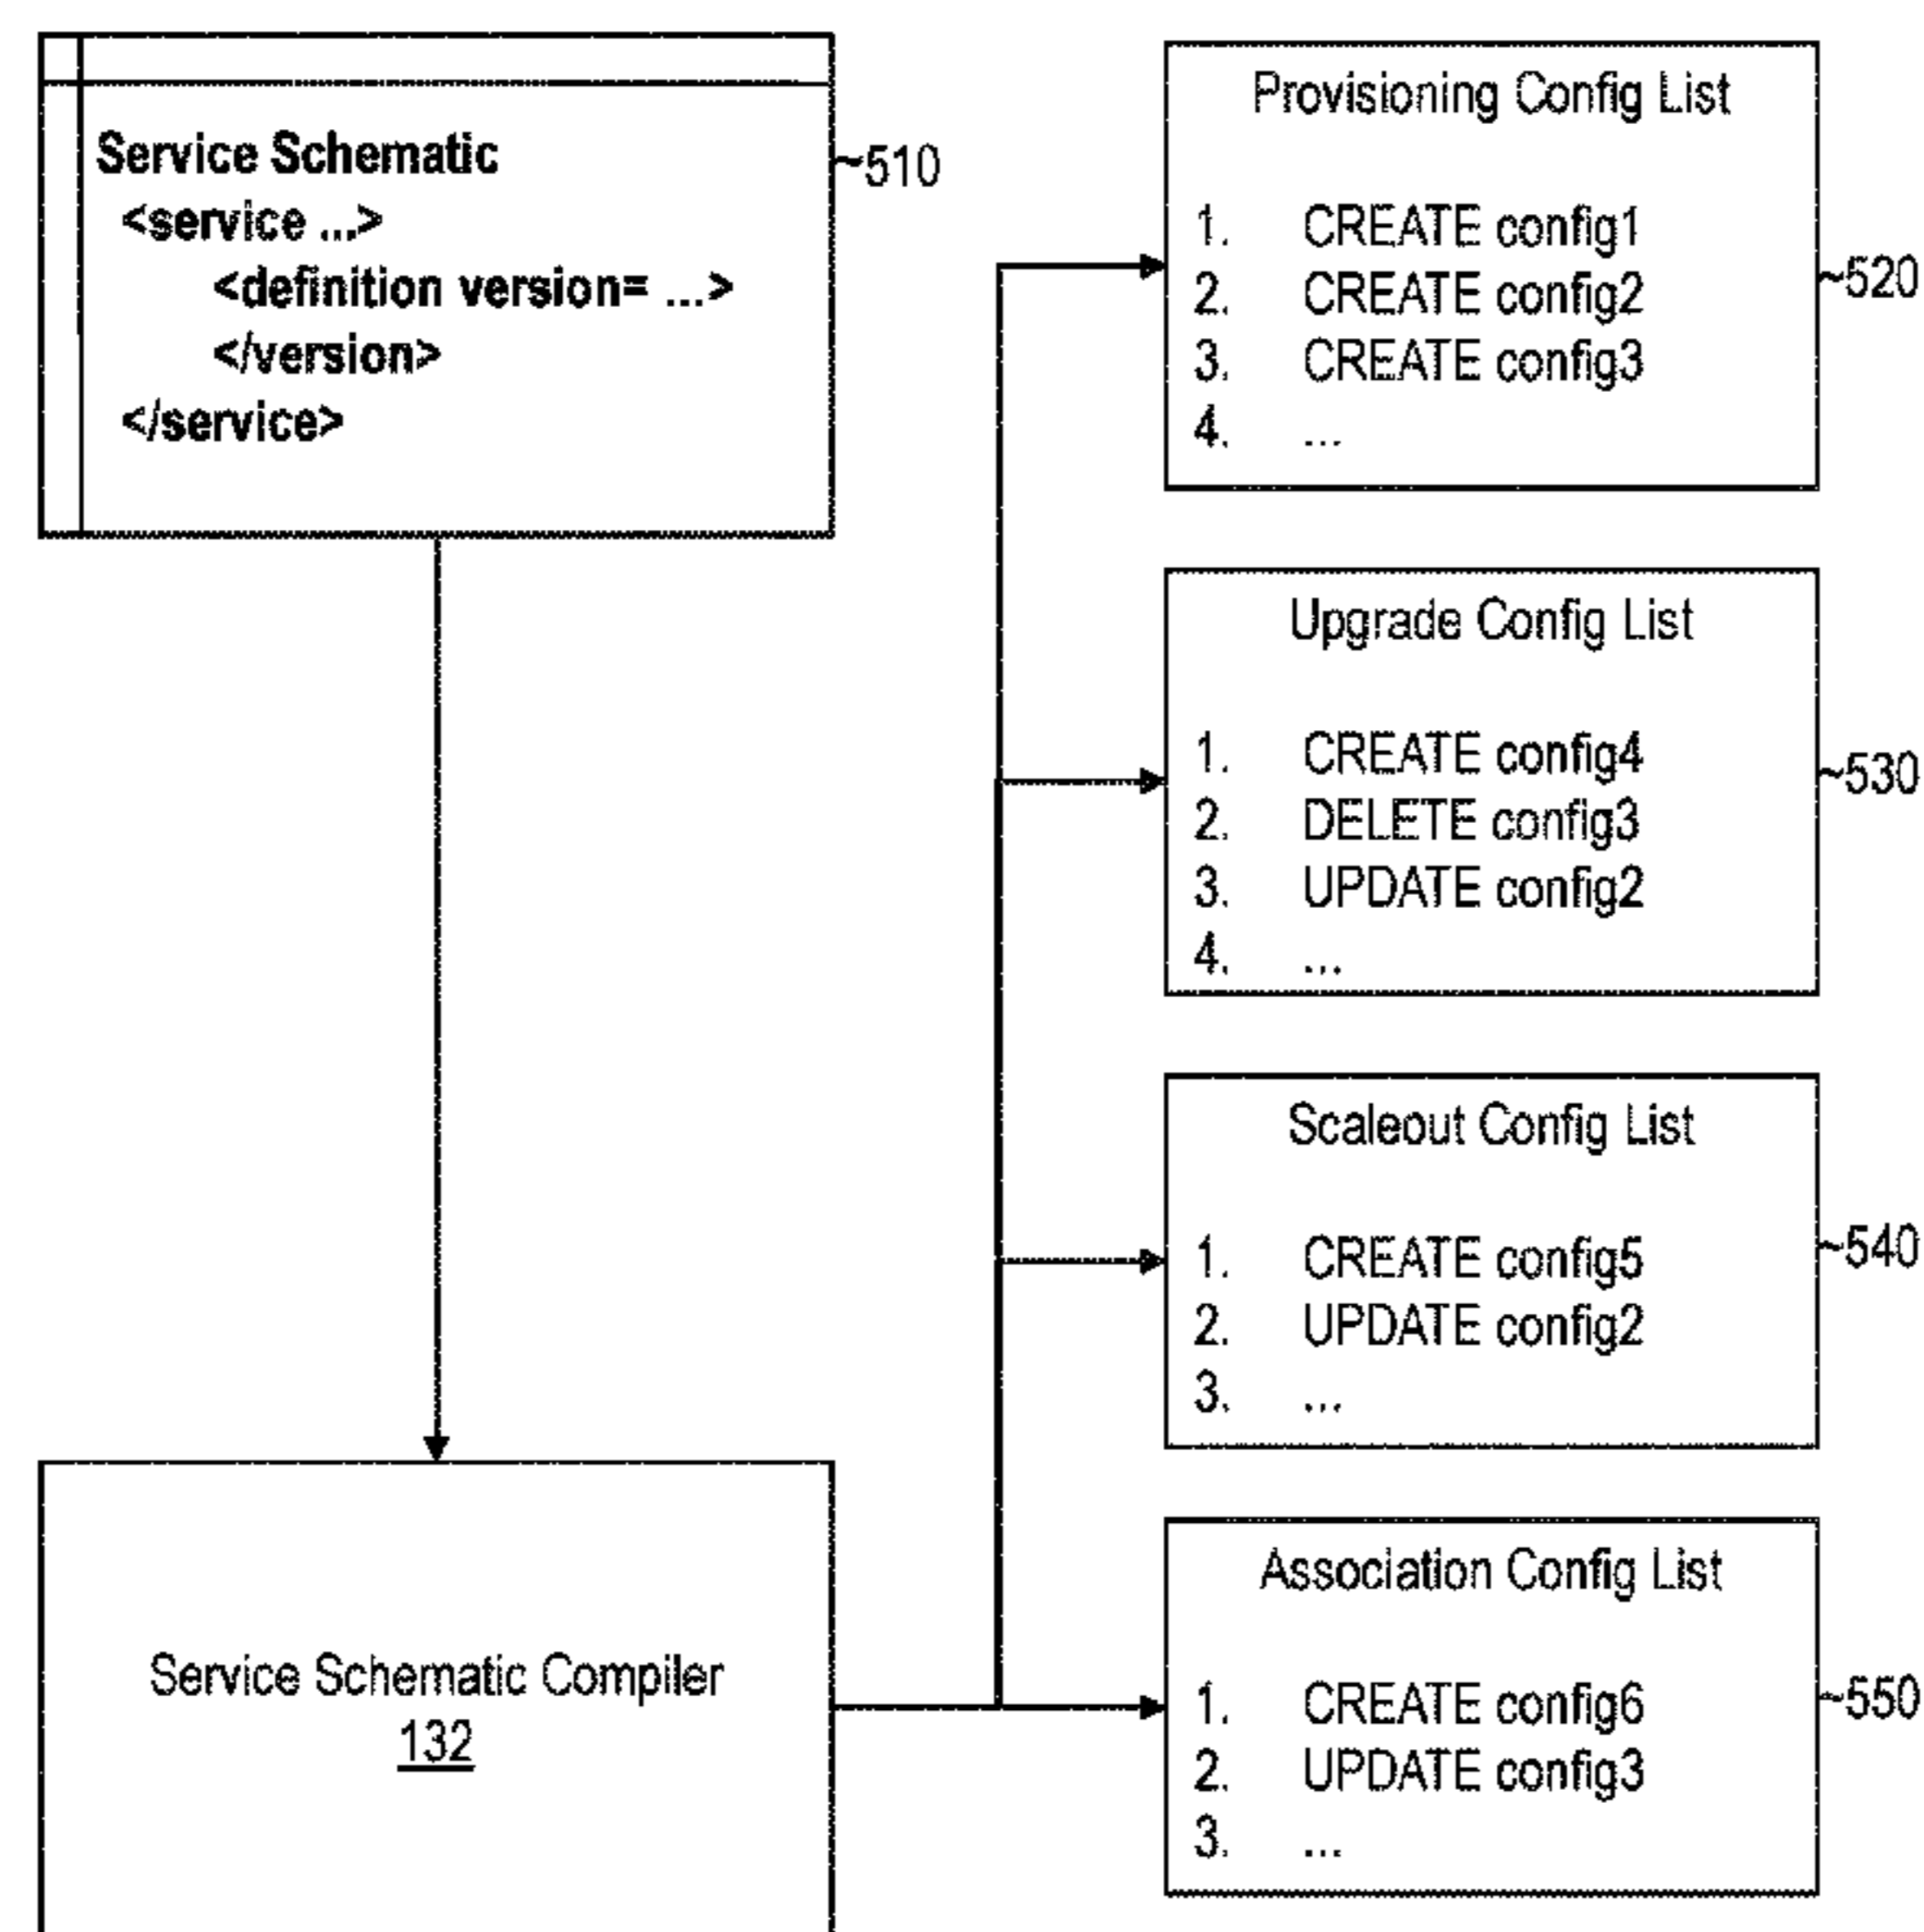 Service Schematic
<service ...>
<definition version= ...>
</version>
</service>
~510
Service Schematic Compiler
132
Provisioning Config List
1. CREATE config1
2. CREATE config2
3. CREATE config3
4. ...
~520
Upgrade Config List
1. CREATE config4
2. DELETE config3
3. UPDATE config2
4. ...
~530
Scaleout Config List
1. CREATE config5
2. UPDATE config2
3. ...
~540
Association Config List
1. CREATE config6
2. UPDATE config3
3. ...
~550